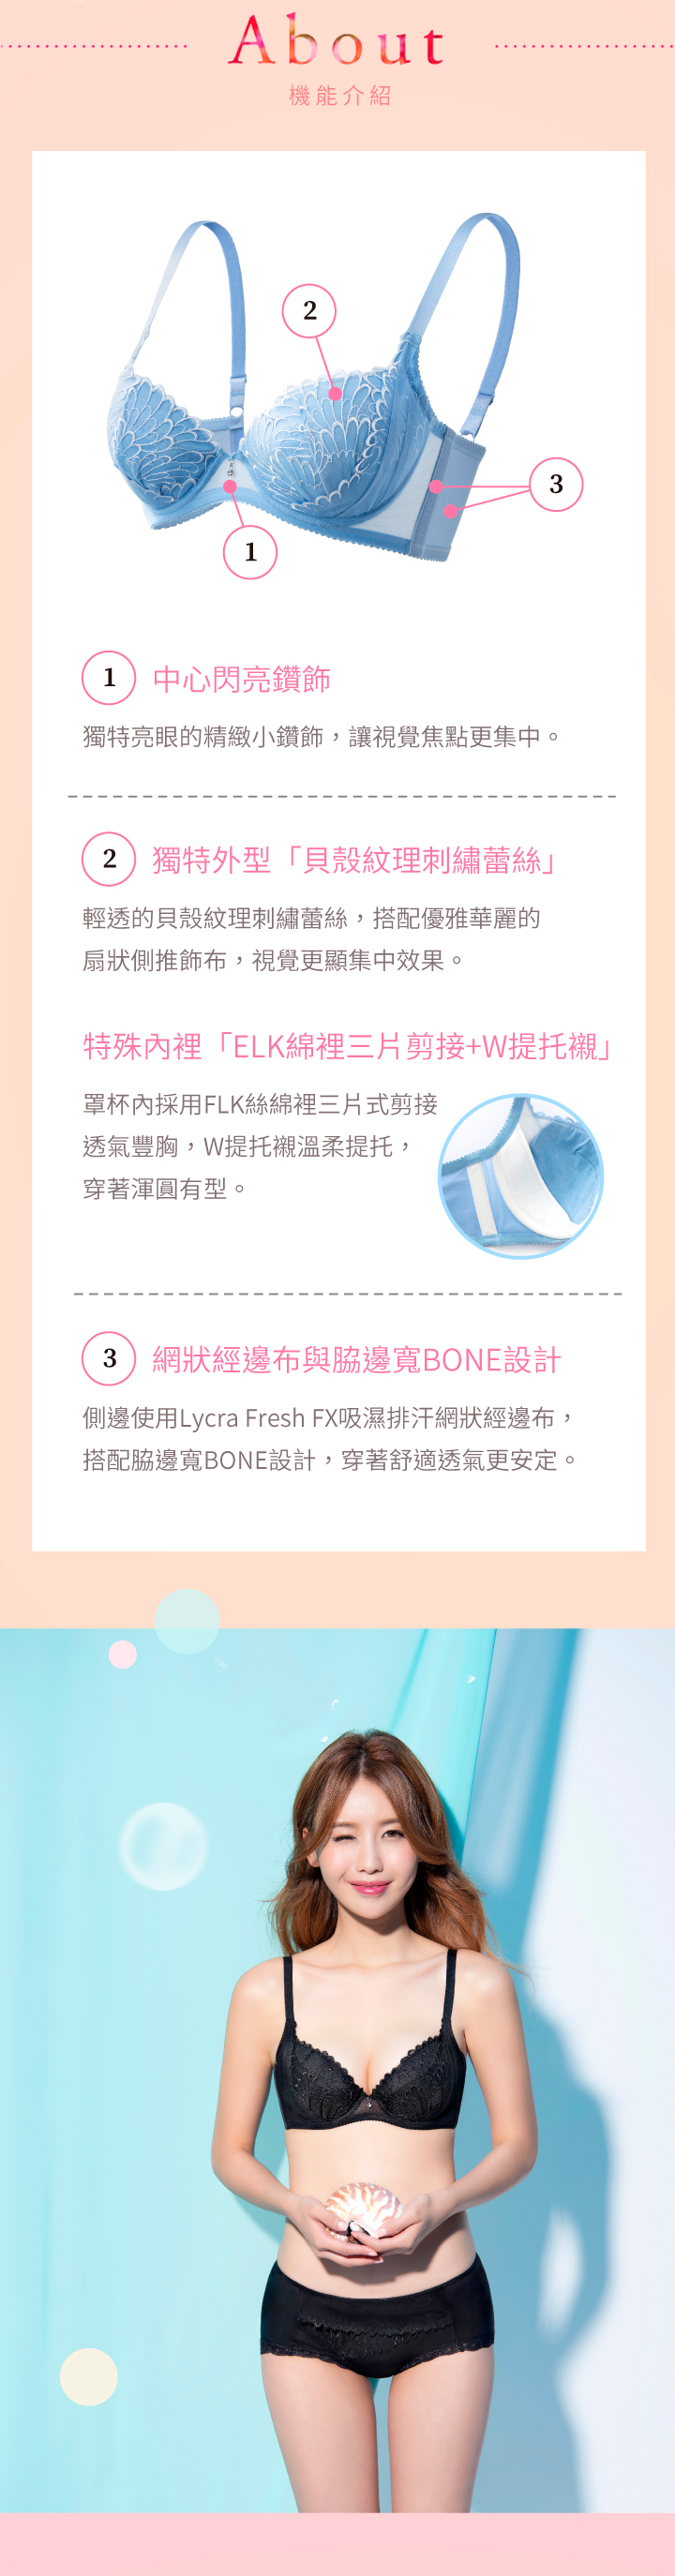 About
機能介紹
2
3
1
1 中心閃亮鑽飾
獨特亮眼的精緻小鑽飾，讓視覺焦點更集中。
2 獨特外型「貝殼紋理刺繡蕾絲」
輕透的貝殼紋理刺繡蕾絲，搭配優雅華麗的
扇狀側推飾布，視覺更顯集中效果。
特殊內裡「ELK綿裡三片剪接+W提托襯」
罩杯內採用FLK絲綿裡三片式剪接
透氣豐胸，W提托襯溫柔提托，
穿著渾圓有型。
3 網狀經邊布與脇邊寬BONE設計
側邊使用Lycra Fresh FX吸濕排汗網狀經邊布，
搭配脇邊寬BONE設計，穿著舒適透氣更安定。